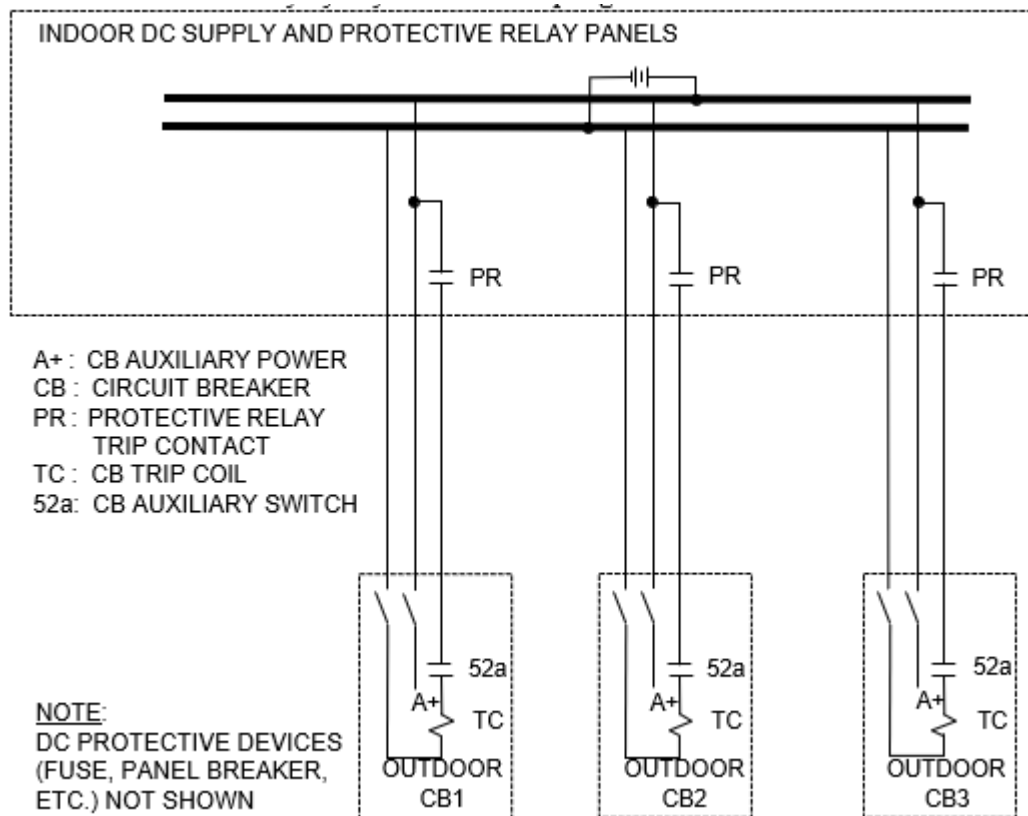 INDOOR DC SUPPLY AND PROTECTIVE RELAY PANELS
PR
PR
PR
A+ : CB AUXILIARY POWER
CB : CIRCUIT BREAKER
PR : PROTECTIVE RELAY
TRIP CONTACT
TC : CB TRIP COIL
52a: CB AUXILIARY SWITCH
52a
52a
52a
A+
TC
A+
TC
A+
TC
NOTE:
DC PROTECTIVE DEVICES
(FUSE, PANEL BREAKER,
ETC.) NOT SHOWN
OUTDOOR
CB1
OUTDOOR
CB2
OUTDOOR
CB3